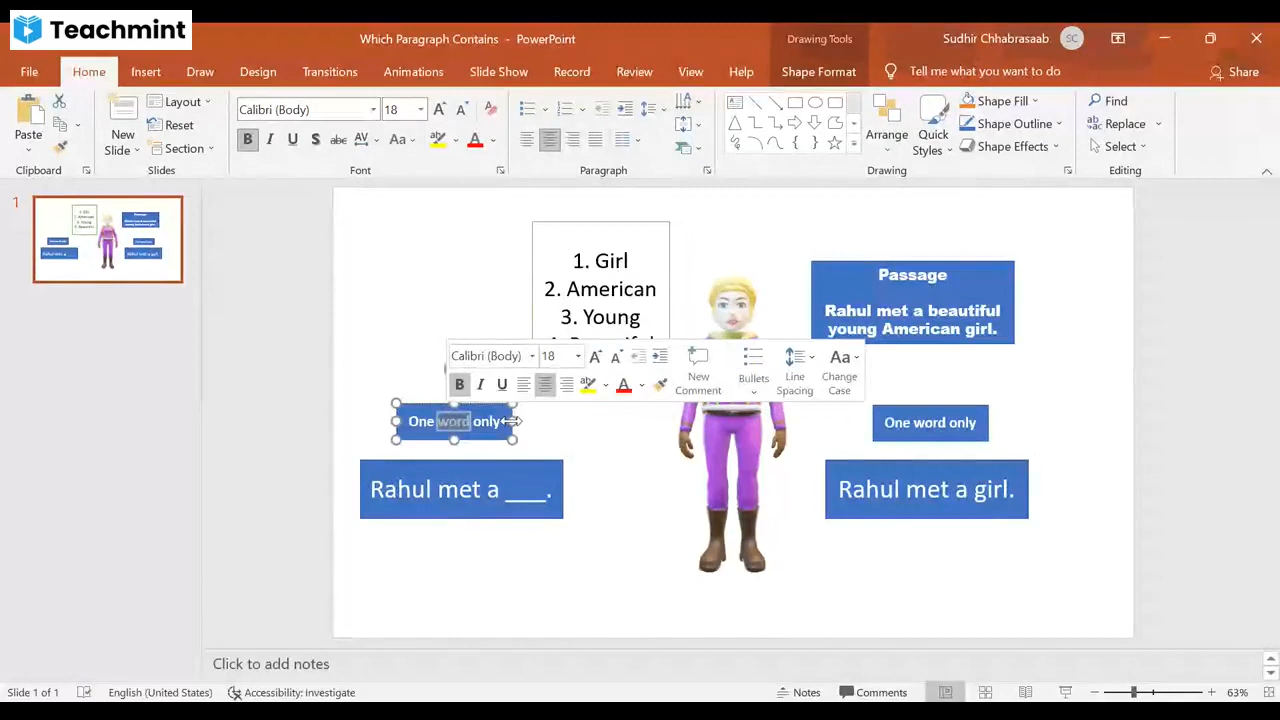 Teachmint
Which Paragraph Contains - PowerPoint
Drawing Tools
Sudhir Chhabrasaab
SC
File
Home
Insert
Draw
Design
Transitions
Animations
Slide Show
Record
Review
View
Help
Shape Format
Tell me what you want to do
Share
Paste
Clipboard
New
Slide
Layout
Reset
Section
Slides
Calibri (Body)
18
Font
Paragraph
Arrange
Quick
Styles
Shape Fill
Shape Outline
Shape Effects
Drawing
Find
Replace
Select
Editing
1
1. Girl
2. American
3. Young
Passage
Rahul met a beautiful
young American girl.
Calibri (Body)
18
New
Comment
Bullets
Line
Spacing
Change
Case
One word only
One word only
Rahul met a ___.
Rahul met a girl.
Click to add notes
Slide 1 of 1
English (United States)
Accessibility: Investigate
Notes
Comments
63%